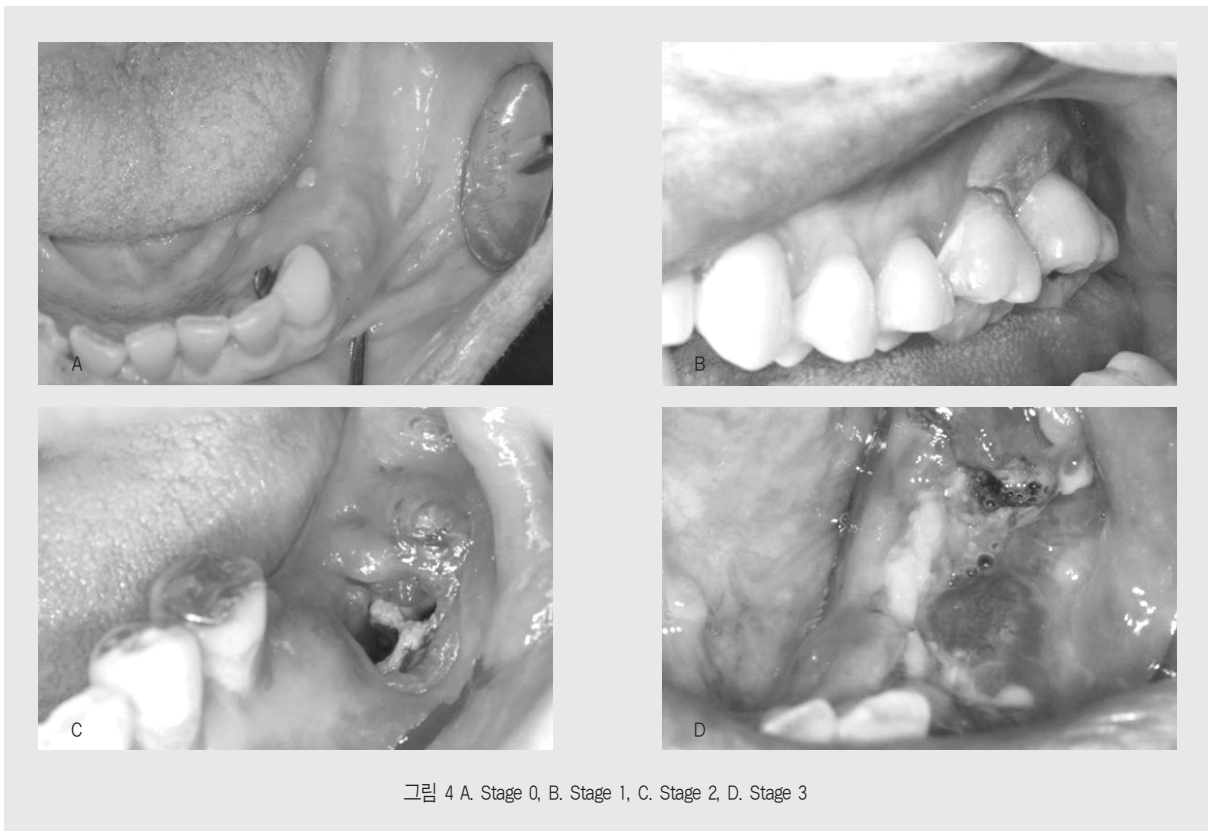 A
B
C
D
그림 4 A. Stage 0, B. Stage 1, C. Stage 2, D. Stage 3